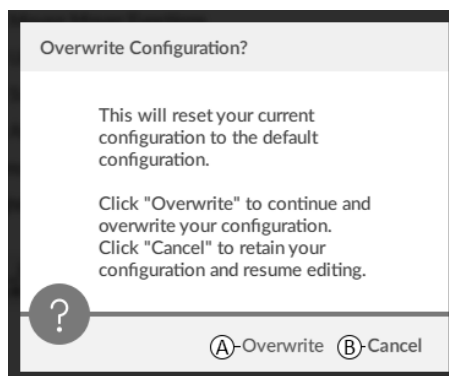 Overwrite Configuration?
This will reset your current
configuration to the default
configuration.
Click "Overwrite" to continue and
overwrite your configuration.
Click "Cancel" to retain your
configuration and resume editing.
?
Ⓐ-Overwrite Ⓑ-Cancel